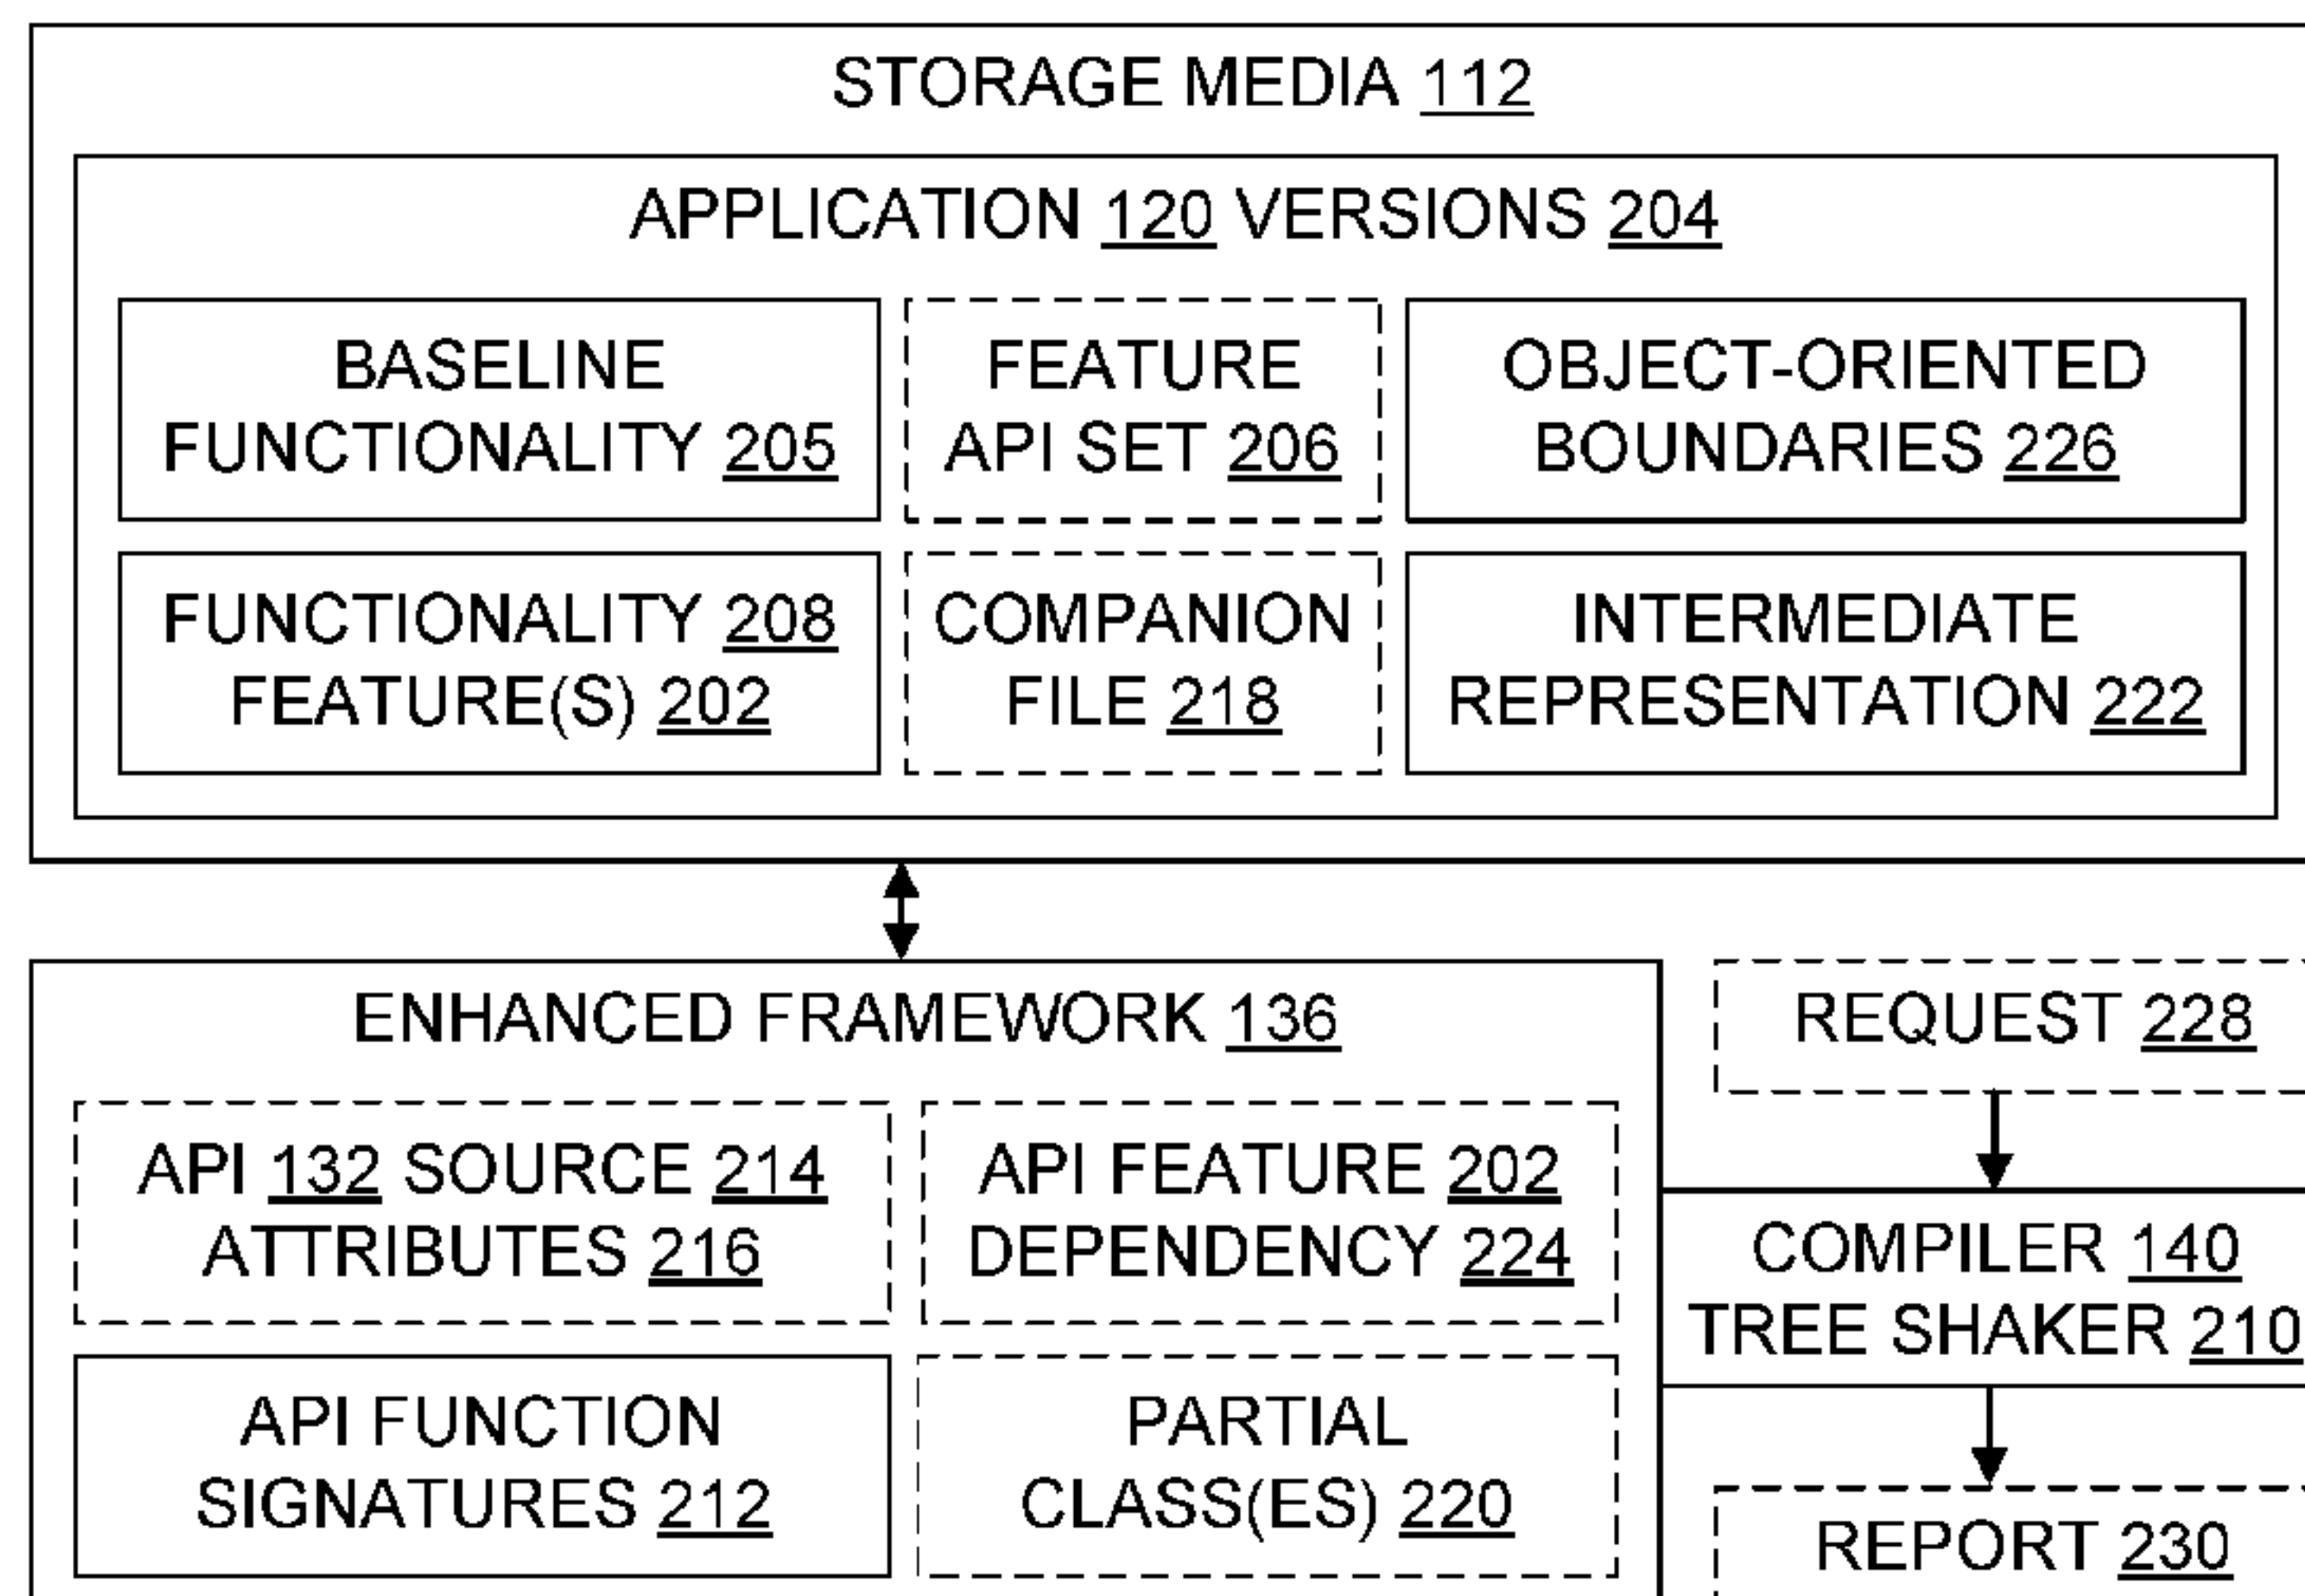 STORAGE MEDIA 112
APPLICATION 120 VERSIONS 204
BASELINE
FUNCTIONALITY 205
FEATURE
API SET 206
OBJECT-ORIENTED
BOUNDARIES 226
FUNCTIONALITY 208
FEATURE(S) 202
COMPANION
FILE 218
INTERMEDIATE
REPRESENTATION 222
ENHANCED FRAMEWORK 136
API 132 SOURCE 214
ATTRIBUTES 216
API FEATURE 202
DEPENDENCY 224
API FUNCTION
SIGNATURES 212
PARTIAL
CLASS(ES) 220
REQUEST 228
COMPILER 140
TREE SHAKER 210
REPORT 230